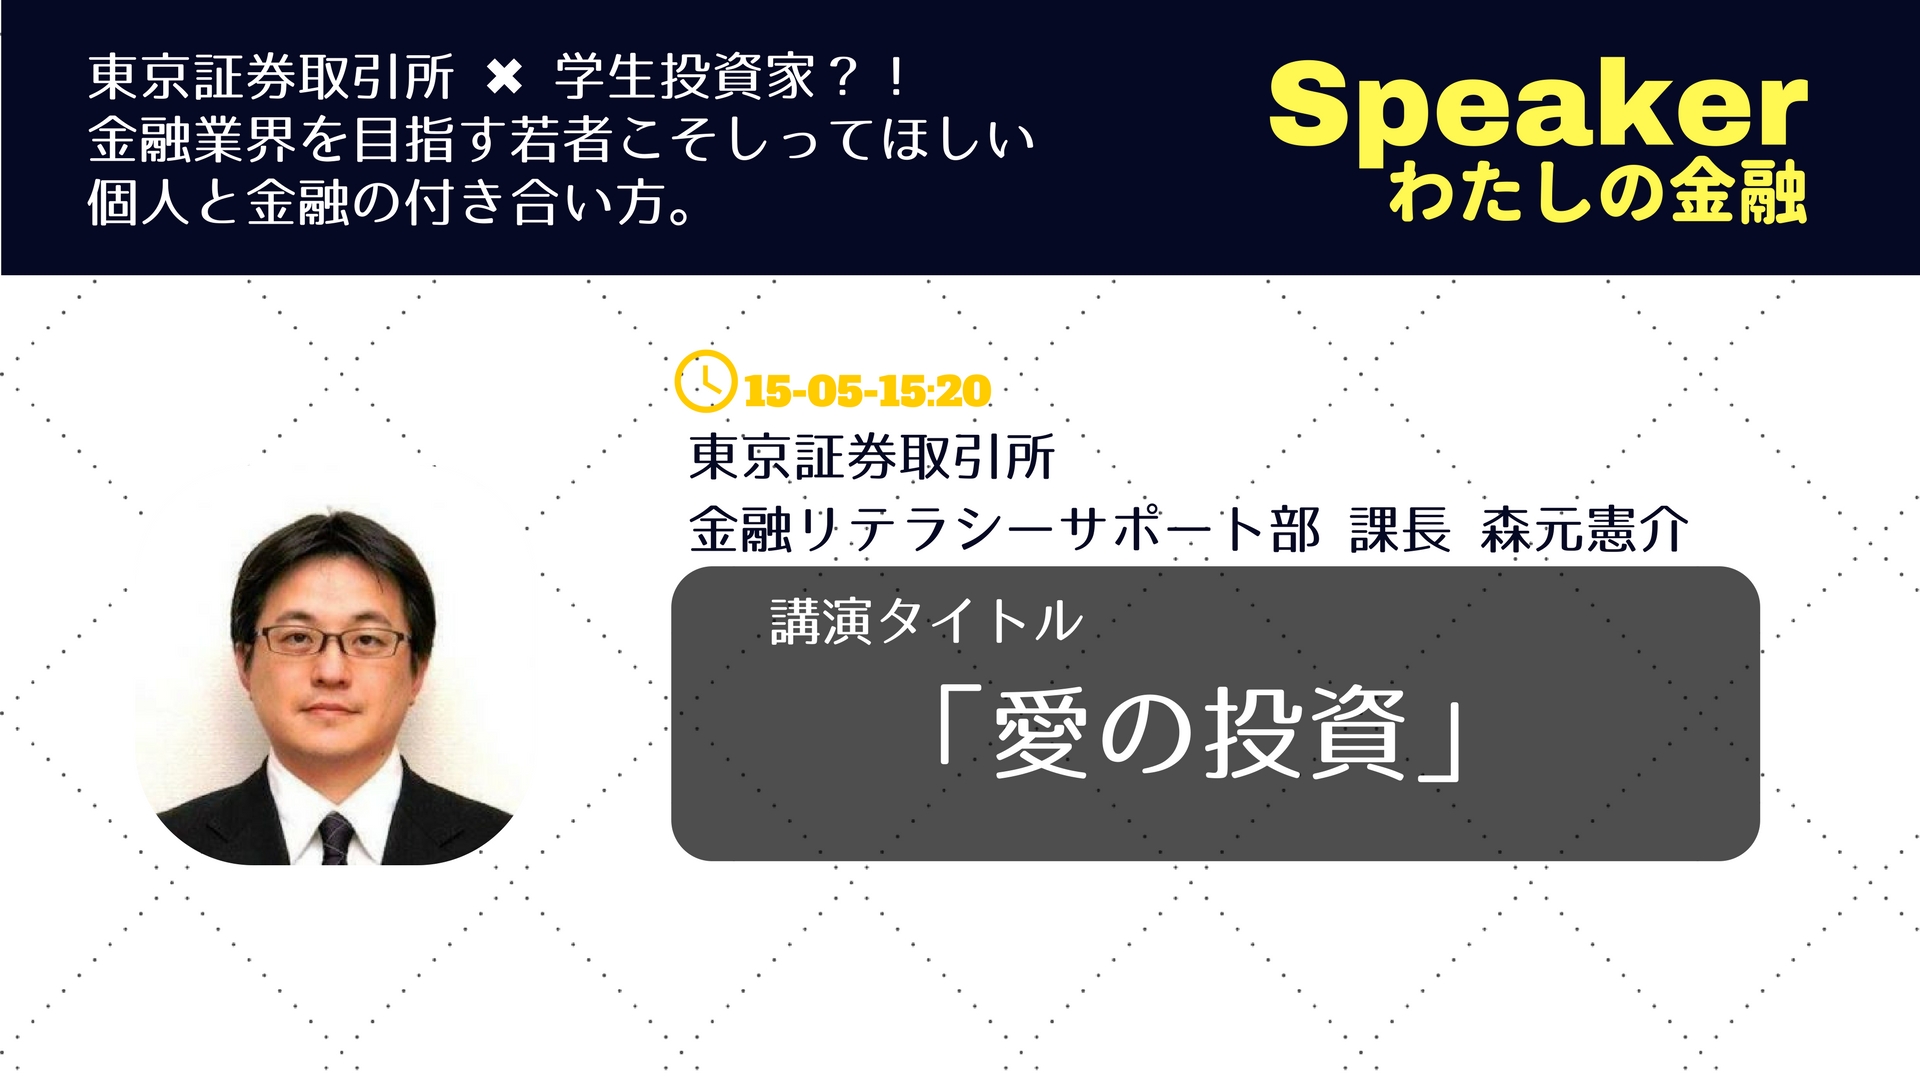 東京証券取引所 ✖ 学生投資家？！
金融業界を目指す若者こそしってほしい
個人と金融の付き合い方。
Speaker
わたしの金融
15-05-15:20
東京証券取引所
金融リテラシーサポート部 課長 森元憲介
講演タイトル
「愛の投資」